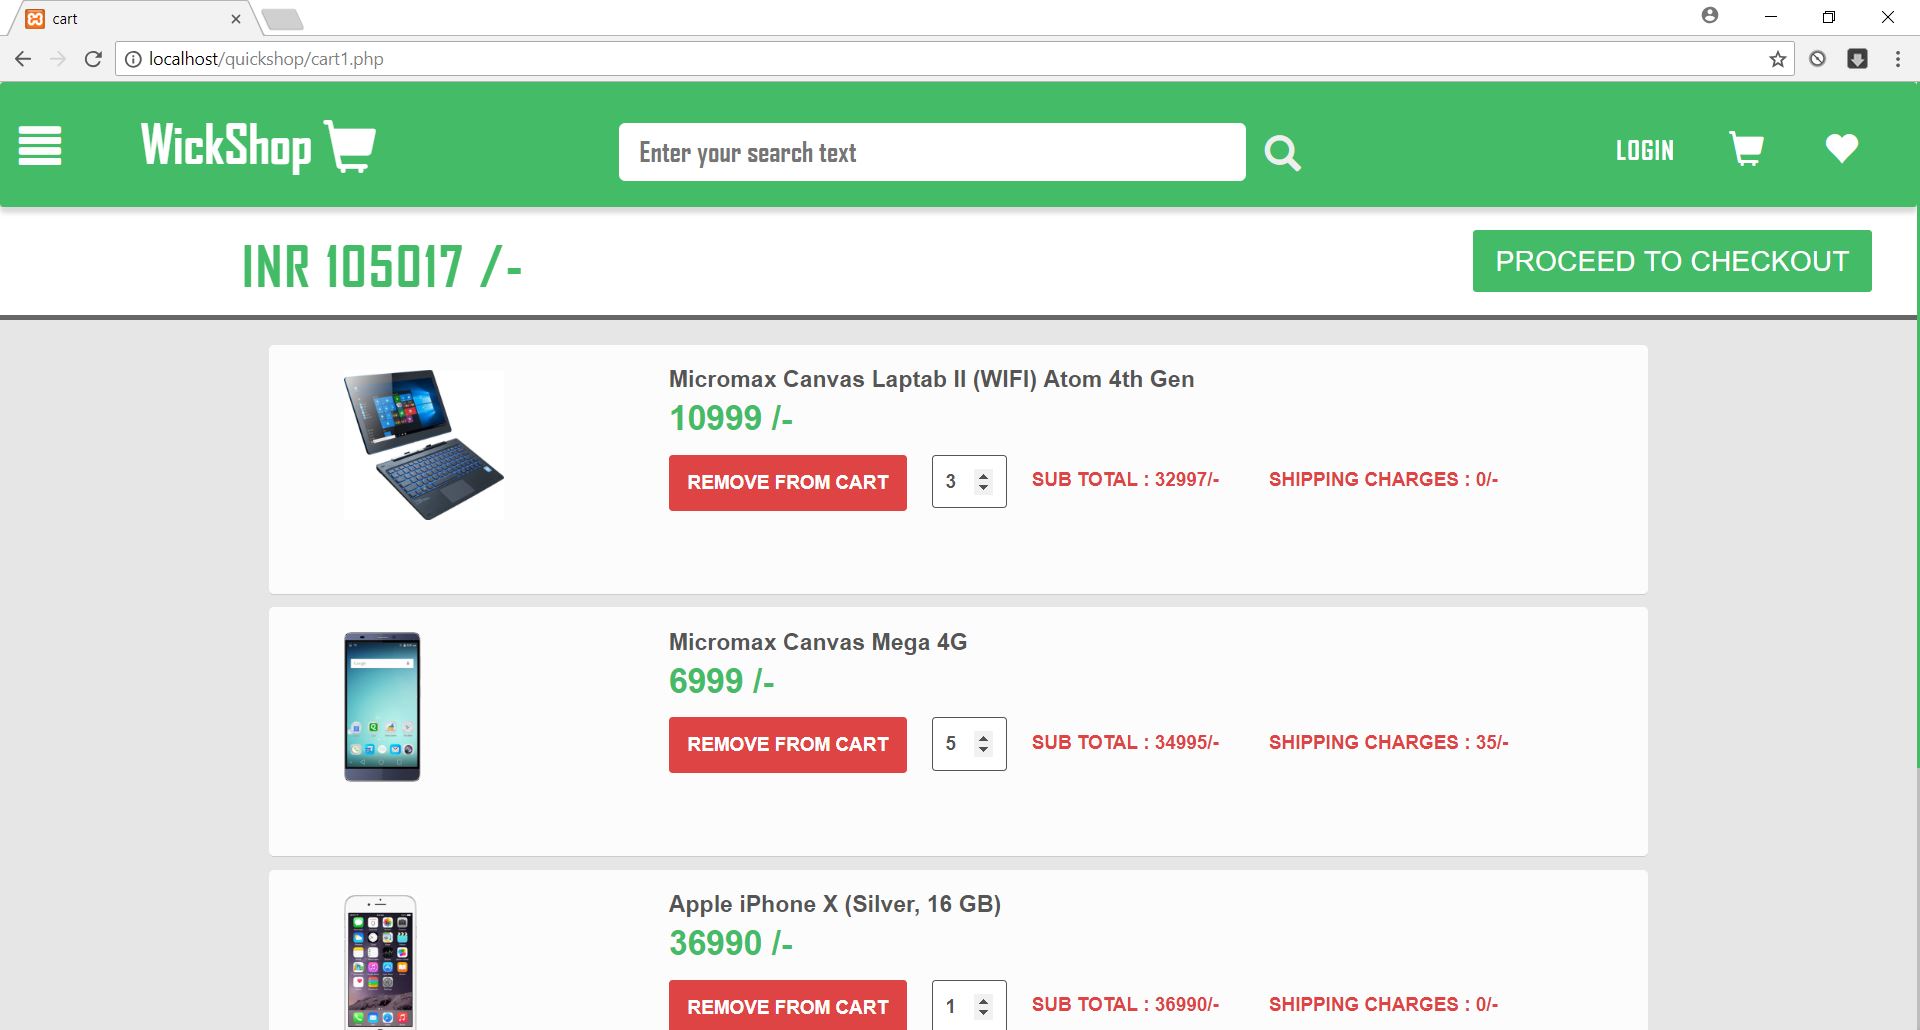 cart
localhost/quickshop/cart1.php
WickShop
Enter your search text
LOGIN
INR 105017 /-
PROCEED TO CHECKOUT
Micromax Canvas Laptab II (WIFI) Atom 4th Gen
10999 /-
REMOVE FROM CART 3 SUB TOTAL : 32997/- SHIPPING CHARGES : 0/-
Micromax Canvas Mega 4G
6999 /-
REMOVE FROM CART 5 SUB TOTAL : 34995/- SHIPPING CHARGES : 35/-
Apple iPhone X (Silver, 16 GB)
36990 /-
REMOVE FROM CART 1 SUB TOTAL : 36990/- SHIPPING CHARGES : 0/-